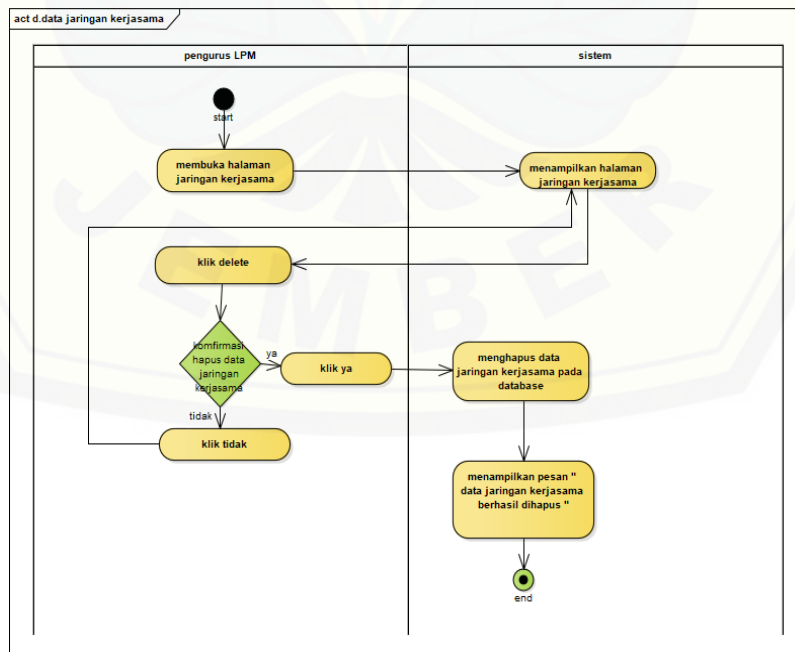 act d.data jaringan kerjasama
pengurus LPM
sistem
start
membuka halaman
jaringan kerjasama
menampilkan halaman
jaringan kerjasama
klik delete
komfirmasi
hapus data
jaringan
kerjasama
ya
klik ya
menghapus data
jaringan kerjasama pada
database
tidak
klik tidak
menampilkan pesan "
data jaringan kerjasama
berhasil dihapus "
end
JEMBER